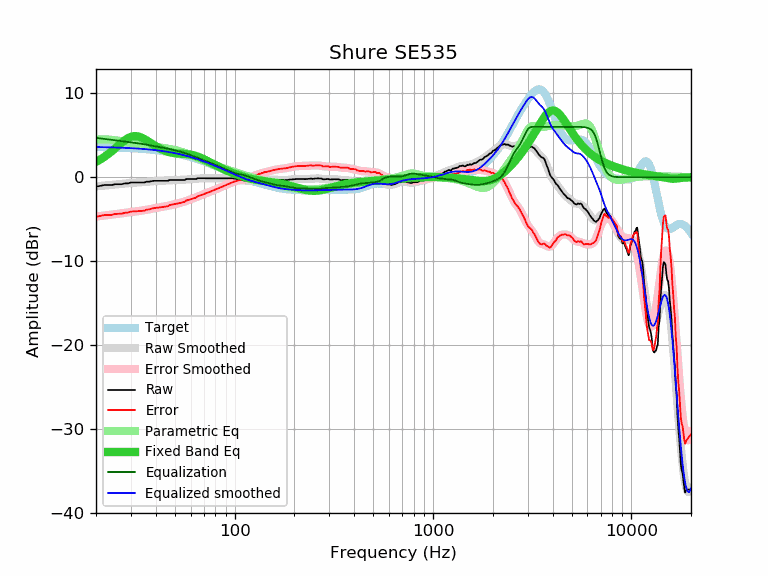 Shure SE535
10
0
−10
−20
−30
−40
Amplitude (dBr)
Target
Raw Smoothed
Error Smoothed
Raw
Error
Parametric Eq
Fixed Band Eq
Equalization
Equalized smoothed
100
1000
10000
Frequency (Hz)